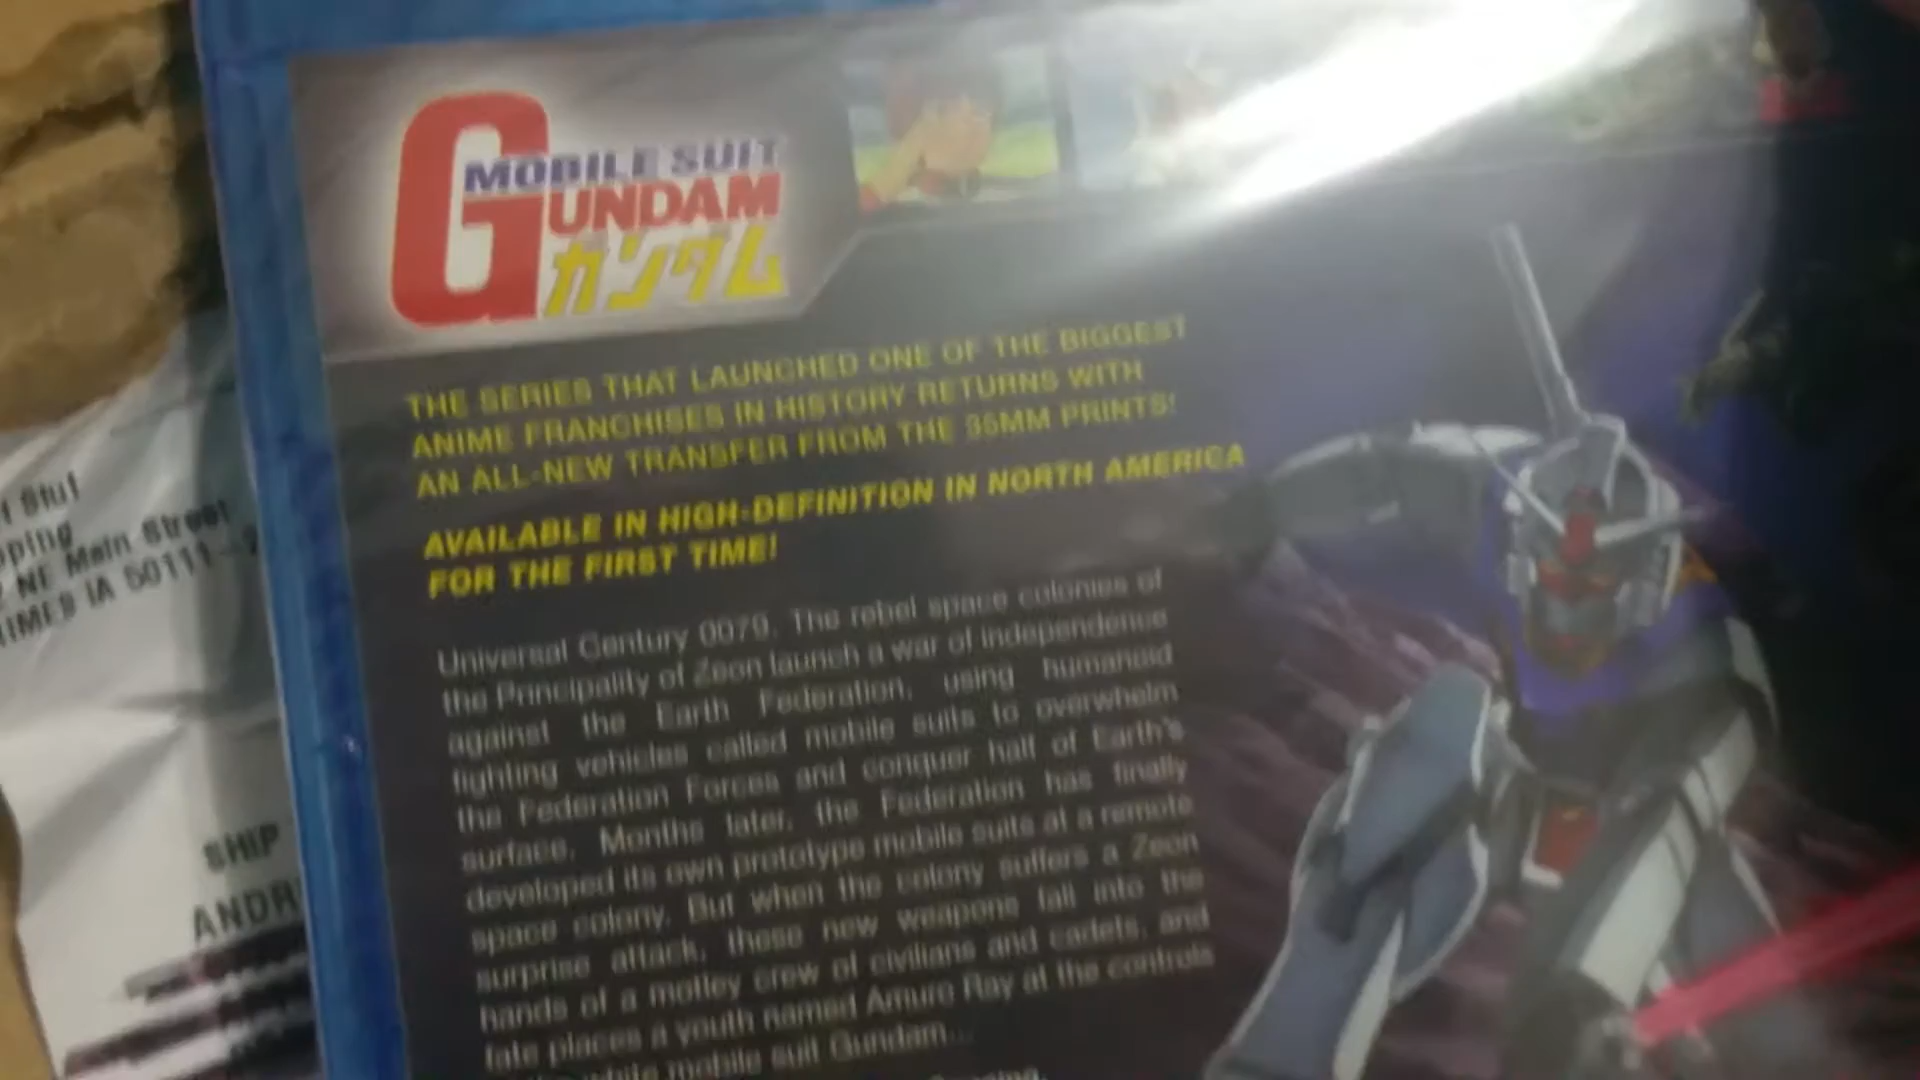 MOBILE SUIT
GUNDAM
ガンダム
THE SERIES THAT LAUNCHED ONE OF THE BIGGEST
ANIME FRANCHISES IN HISTORY RETURNS WITH
AN ALL-NEW TRANSFER FROM THE 35MM PRINTS!
AVAILABLE IN HIGH-DEFINITION IN NORTH AMERICA
FOR THE FIRST TIME!
Universal Century 0079. The rebel space colonies of
the Principality of Zeon launch a war of independence
against the Earth Federation, using humanoid
fighting vehicles called mobile suits to overwhelm
the Federation Forces and conquer half of Earth's
surface. Months later, the Federation has finally
developed its own prototype mobile suits at a remote
space colony. But when the colony suffers a Zeon
surprise attack, these new weapons fall into the
hands of a motley crew of civilians and cadets, and
fate places a youth named Amuro Ray at the controls
white mobile suit Gundam...
NE Main Street
IA 50111
SHIP
ANDR